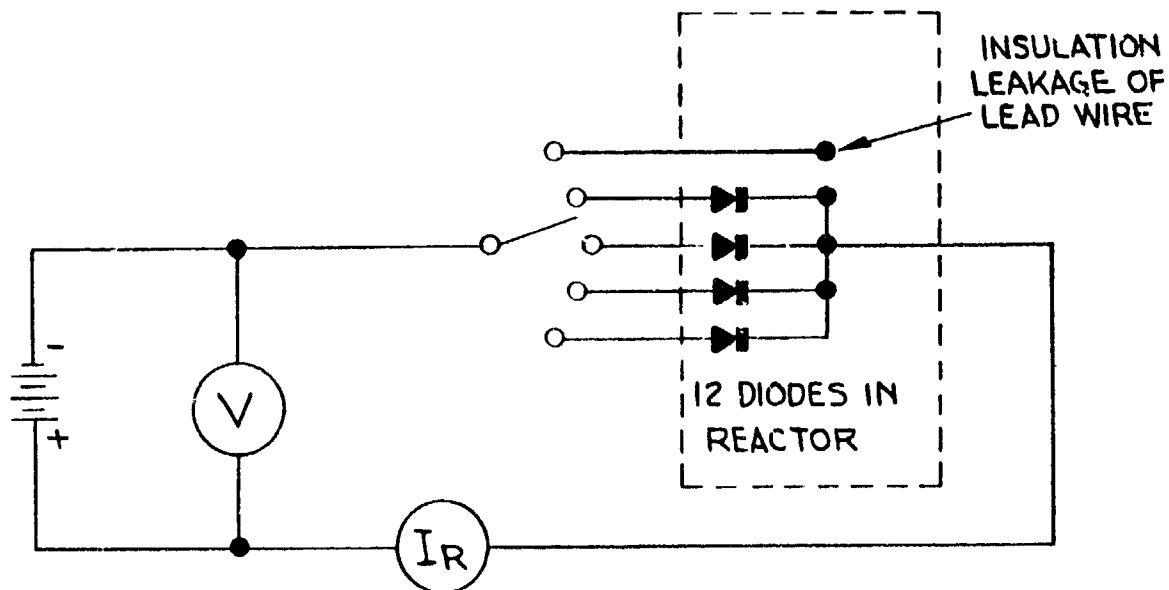 INSULATION
LEAKAGE OF
LEAD WIRE
-
+
V
12 DIODES IN
REACTOR
IR